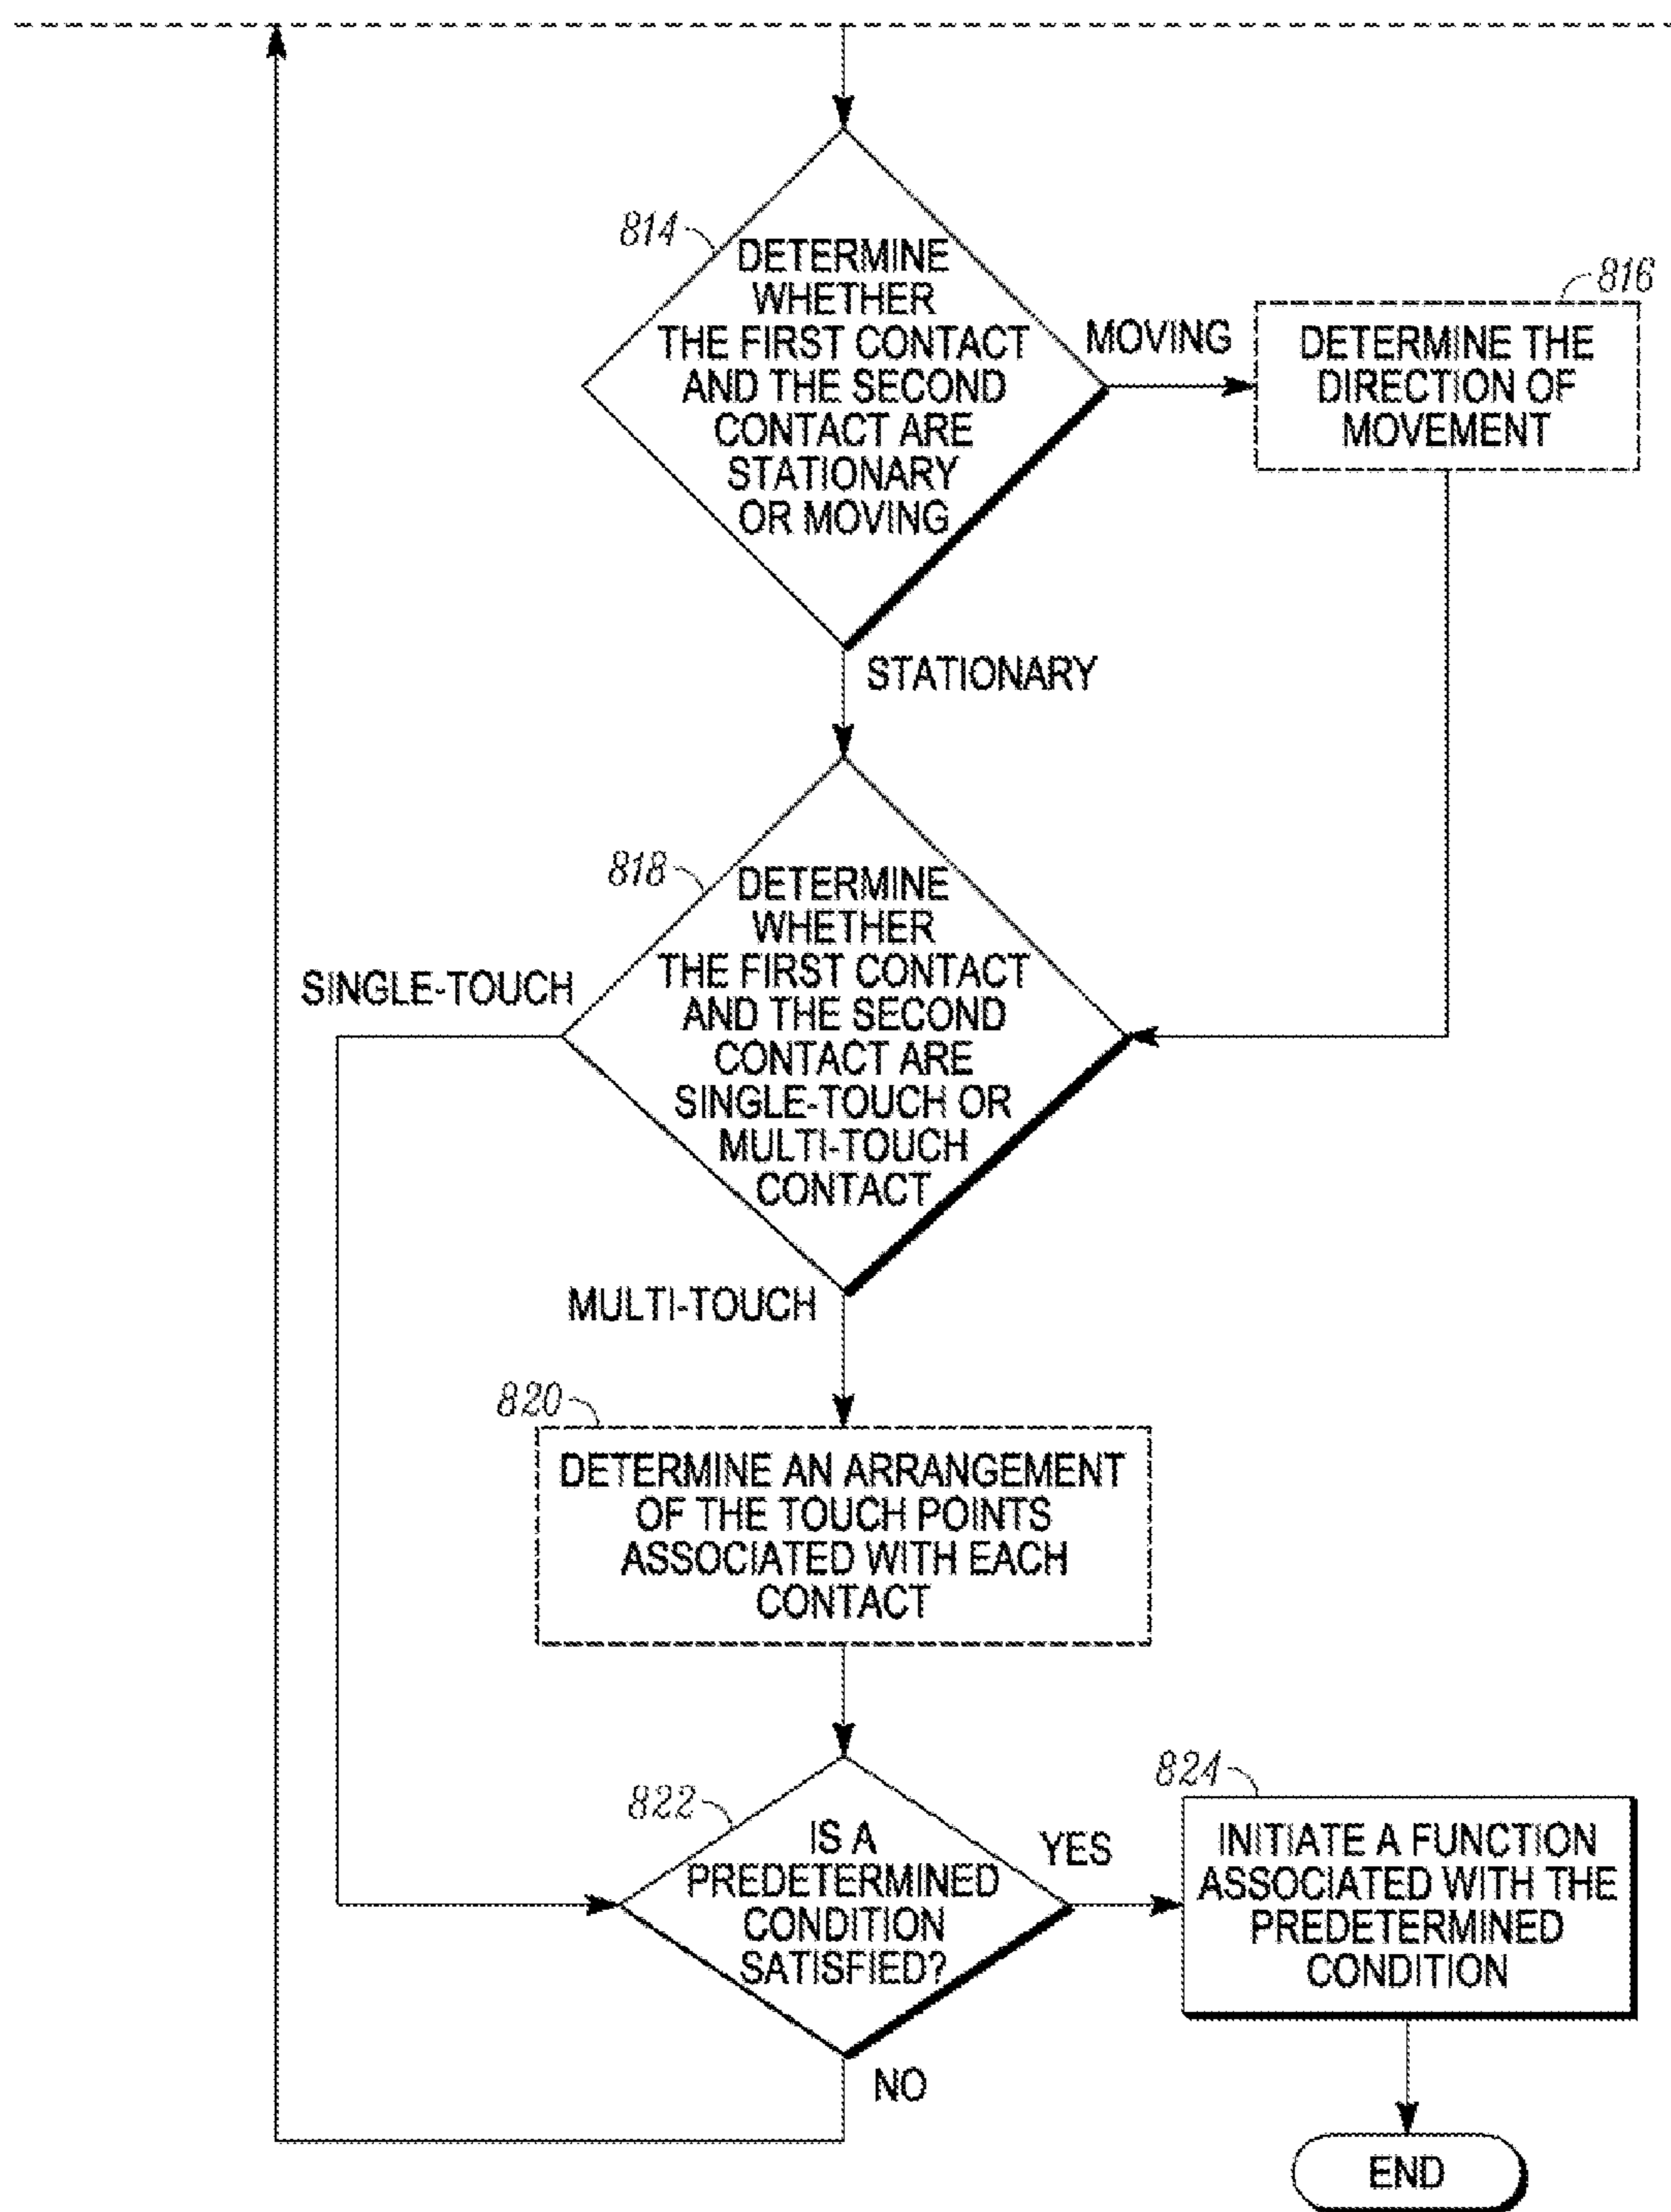 814
DETERMINE
WHETHER
THE FIRST CONTACT
AND THE SECOND
CONTACT ARE
STATIONARY
OR MOVING
MOVING
816
DETERMINE THE
DIRECTION OF
MOVEMENT
STATIONARY
818
DETERMINE
WHETHER
THE FIRST CONTACT
AND THE SECOND
CONTACT ARE
SINGLE-TOUCH OR
MULTI-TOUCH
CONTACT
SINGLE-TOUCH
MULTI-TOUCH
820
DETERMINE AN ARRANGEMENT
OF THE TOUCH POINTS
ASSOCIATED WITH EACH
CONTACT
822
IS A
PREDETERMINED
CONDITION
SATISFIED?
YES
824
INITIATE A FUNCTION
ASSOCIATED WITH THE
PREDETERMINED
CONDITION
NO
END